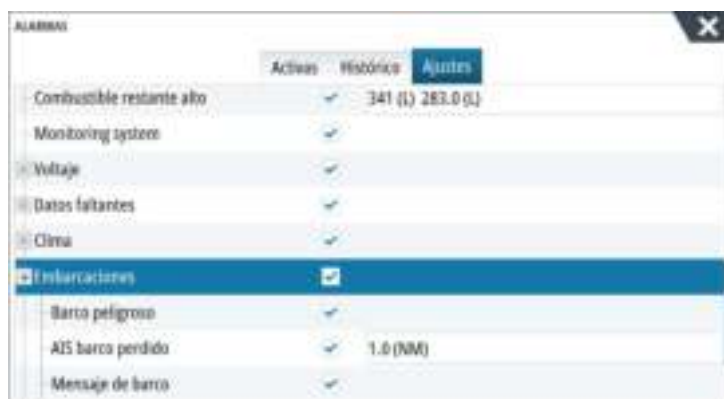 ALARMAS
Activas Histórico Ajustes
Combustible restante alto 341 (L) 283.0 (L)
Monitoring system
Voltaje
Datos faltantes
Clima
Embarcaciones
Barco peligroso
AIS barco perdido 1.0 (NM)
Mensaje de barco